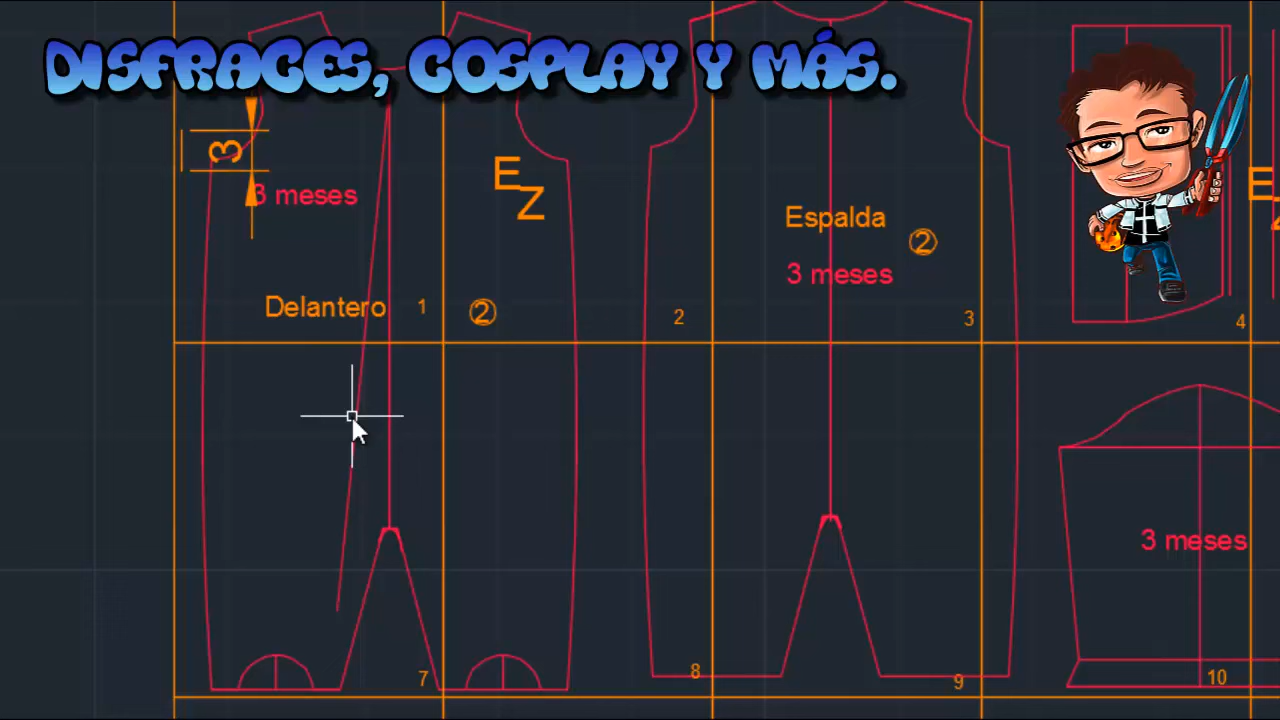 DISFRACES, COSPLAY Y MÁS.
3
3 meses
E
Z
Espalda
2
3 meses
Delantero
1
2
2
3
4
E
3 meses
7
8
9
10